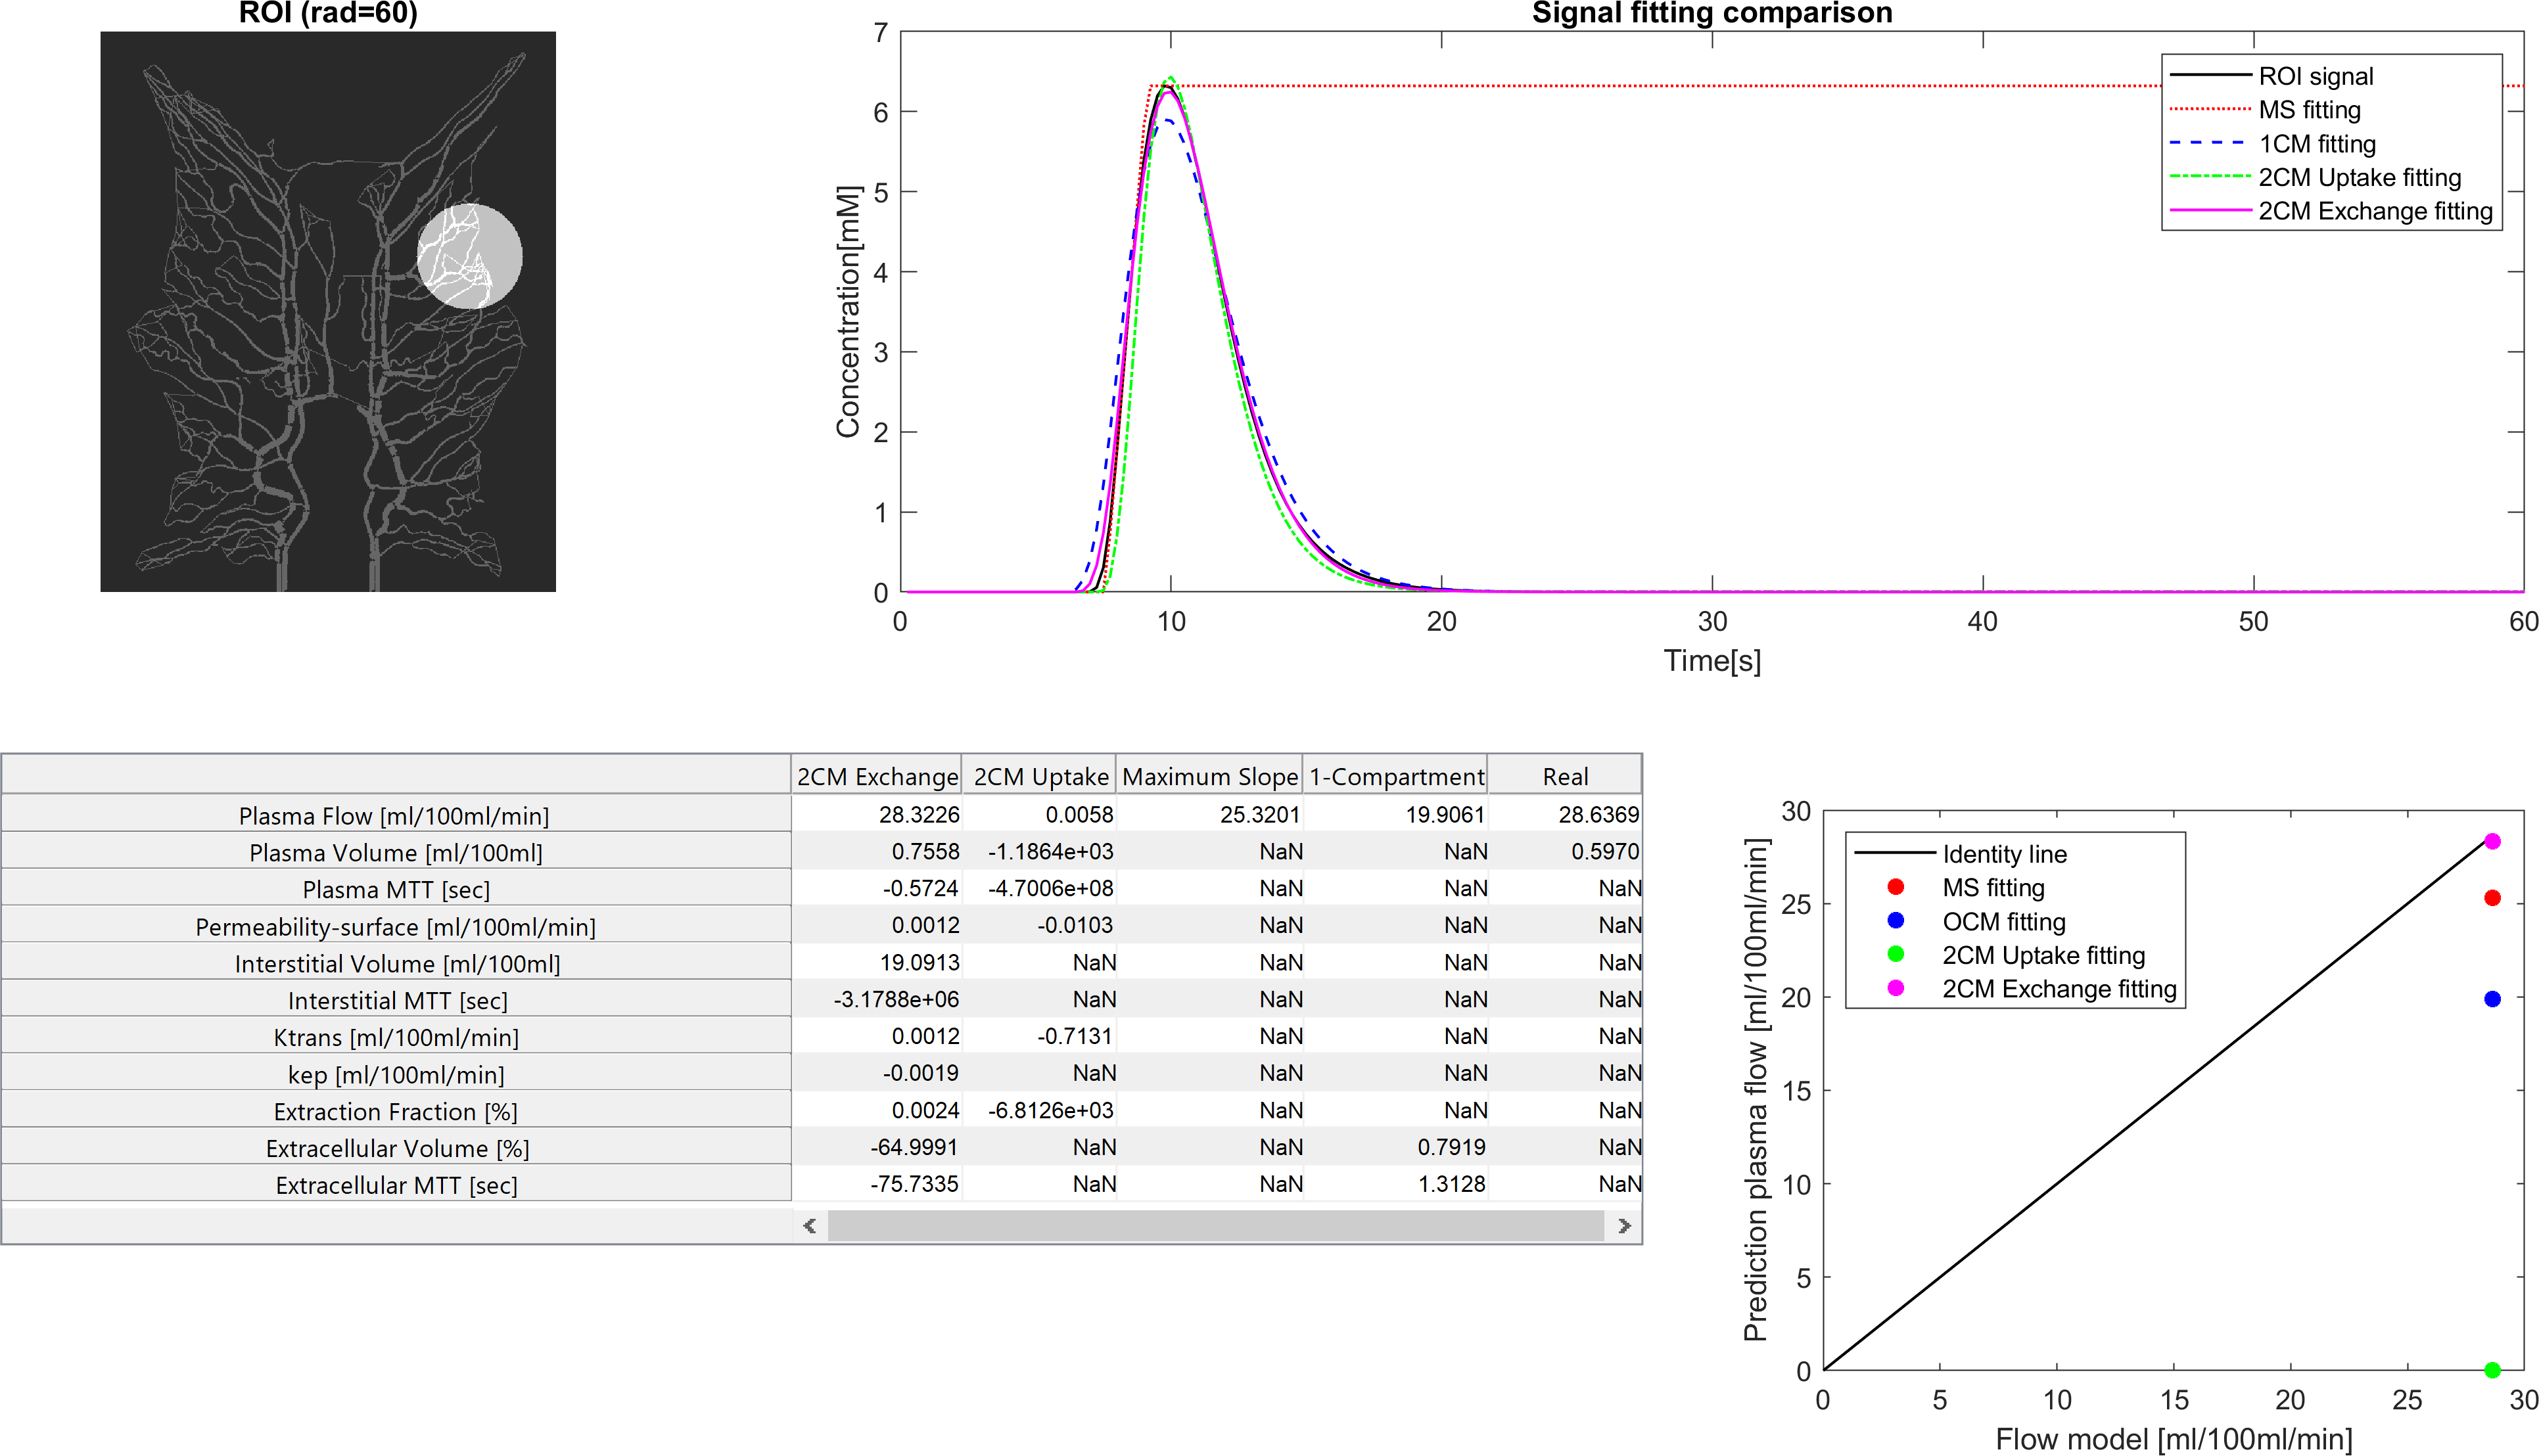 ROI (rad=60)
Signal fitting comparison
7
6
5
4
3
2
1
0
Concentration[mM]
0 10 20 30 40 50 60
Time[s]
ROI signal
MS fitting
1CM fitting
2CM Uptake fitting
2CM Exchange fitting
2CM Exchange 2CM Uptake Maximum Slope 1-Compartment Real
Plasma Flow [ml/100ml/min] 28.3226 0.0058 25.3201 19.9061 28.6369
Plasma Volume [ml/100ml] 0.7558 -1.1864e+03 NaN NaN 0.5970
Plasma MTT [sec] -0.5724 -4.7006e+08 NaN NaN NaN
Permeability-surface [ml/100ml/min] 0.0012 -0.0103 NaN NaN NaN
Interstitial Volume [ml/100ml] 19.0913 NaN NaN NaN NaN
Interstitial MTT [sec] -3.1788e+06 NaN NaN NaN NaN
Ktrans [ml/100ml/min] 0.0012 -0.7131 NaN NaN NaN
kep [ml/100ml/min] -0.0019 NaN NaN NaN NaN
Extraction Fraction [%] 0.0024 -6.8126e+03 NaN NaN NaN
Extracellular Volume [%] -64.9991 NaN NaN 0.7919 NaN
Extracellular MTT [sec] -75.7335 NaN NaN 1.3128 NaN
30
25
20
15
10
5
0
Prediction plasma flow [ml/100ml/min]
Identity line
MS fitting
OCM fitting
2CM Uptake fitting
2CM Exchange fitting
0 5 10 15 20 25 30
Flow model [ml/100ml/min]